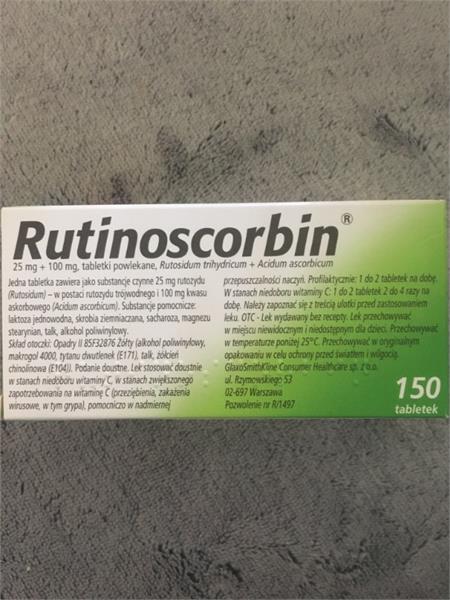 Rutinoscorbin®
25 mg + 100 mg, tabletki powlekane, Rutosidum trihydricum + Acidum ascorbicum
Jedna tabletka zawiera jako substancje czynne 25 mg rutozydu
(Rutosidum) – w postaci rutozydu trójwodnego i 100 mg kwasu
askorbowego (Acidum ascorbicum). Substancje pomocnicze:
laktoza jednowodna, skrobia ziemniaczana, sacharoza, magnezu
stearynian, talk, alkohol poliwinylowy.
Skład otoczki: Opadry II 85F32876 Żółty (alkohol poliwinylowy,
makrogol 4000, tytanu dwutlenek (E171), talk, żółcień
chinolinowa (E104)). Podanie doustne. Lek stosować doustnie
w stanach niedoboru witaminy C, w stanach zwiększonego
zapotrzebowania na witaminę C (przeziębienia, zakażenia
wirusowe, w tym grypa), pomocniczo w nadmiernej
przepuszczalności naczyń. Profilaktycznie: 1 do 2 tabletek na dobę.
W stanach niedoboru witaminy C: 1 do 2 tabletek 2 do 4 razy na
dobę. Należy zapoznać się z treścią ulotki przed zastosowaniem
leku. OTC - Lek wydawany bez recepty. Lek przechowywać
w miejscu niewidocznym i niedostępnym dla dzieci. Przechowywać
w temperaturze poniżej 25°C. Przechowywać w oryginalnym
opakowaniu w celu ochrony przed światłem i wilgocią.
GlaxoSmithKline Consumer Healthcare sp. z o.o.
ul. Rzymowskiego 53
02-697 Warszawa
Pozwolenie nr R/1497
150
tabletek